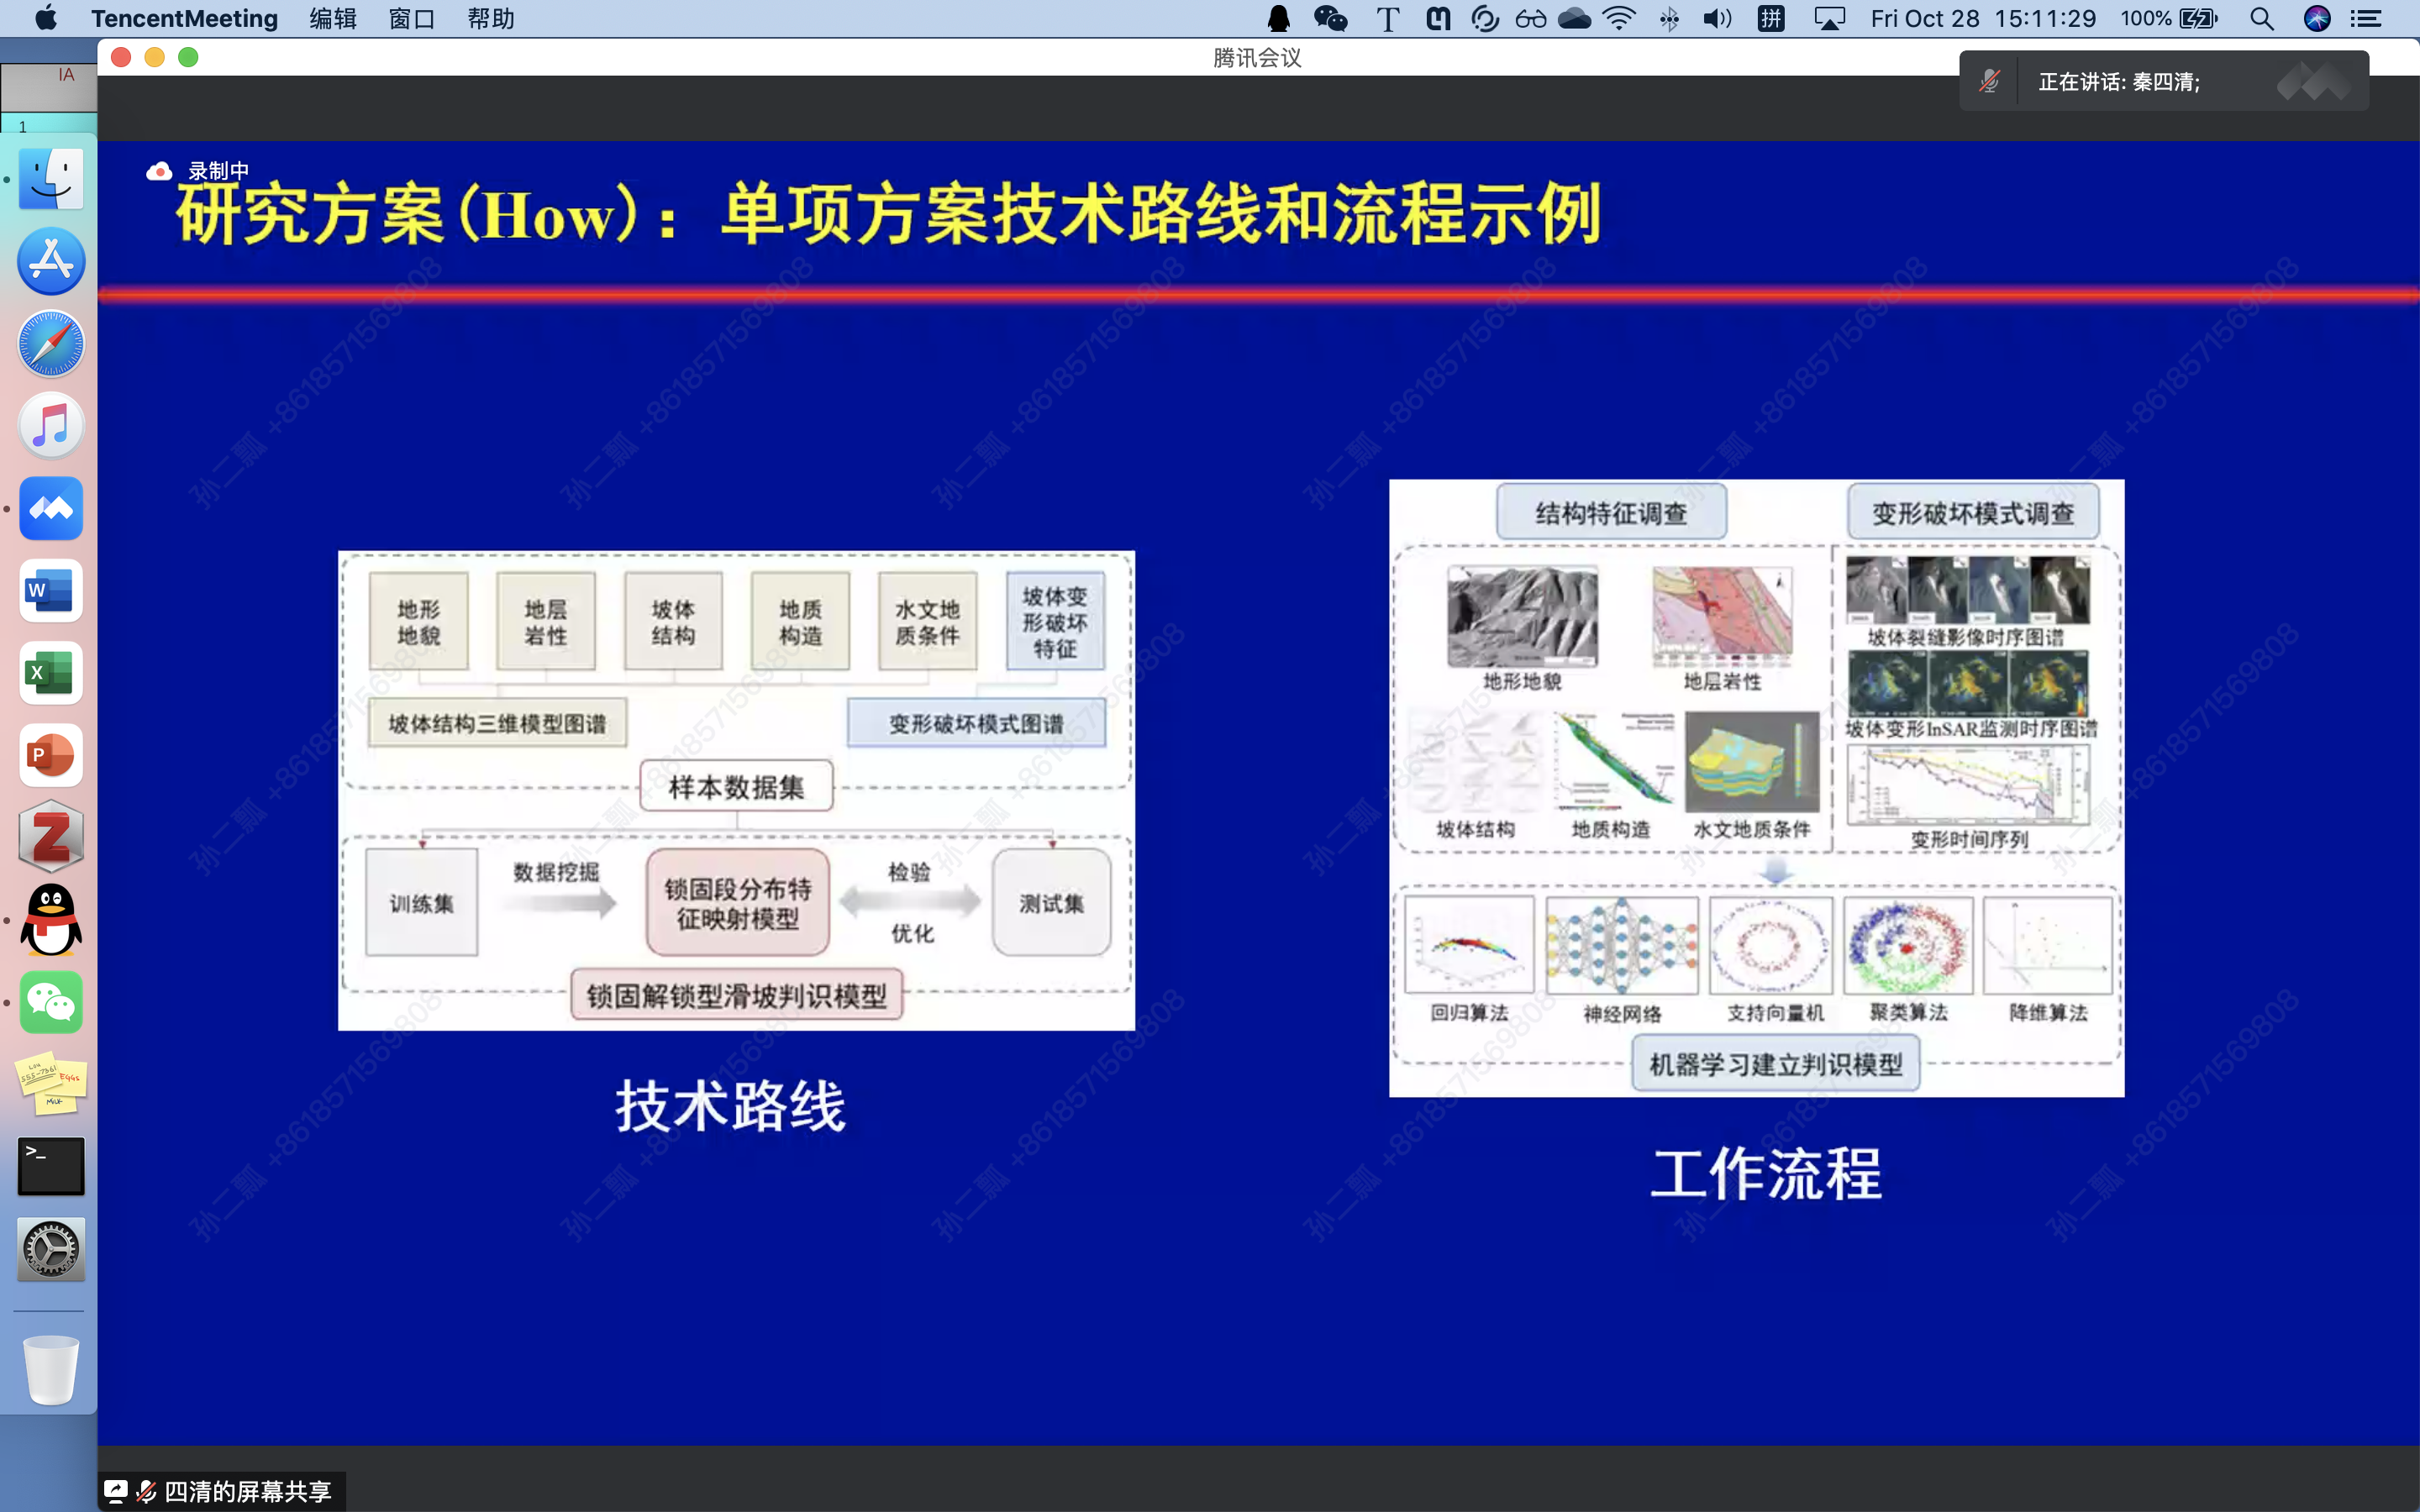 TencentMeeting 编辑 窗口 帮助
拼 Fri Oct 28 15:11:29 100%
腾讯会议
正在讲话: 秦四清;
IA
1
录制中
研究方案(How)：单项方案技术路线和流程示例
地形地貌
地层岩性
坡体结构
地质构造
水文地质条件
坡体变形破坏特征
坡体结构三维模型图谱
变形破坏模式图谱
样本数据集
训练集
数据挖掘
锁固段分布特征映射模型
检验
优化
测试集
锁固解锁型滑坡判识模型
技术路线
结构特征调查
变形破坏模式调查
地形地貌
地层岩性
坡体裂缝影像时序图谱
坡体变形InSAR监测时序图谱
坡体结构
地质构造
水文地质条件
变形时间序列
回归算法
神经网络
支持向量机
聚类算法
降维算法
机器学习建立判识模型
工作流程
孙二瓢 +8618571569808
四清的屏幕共享